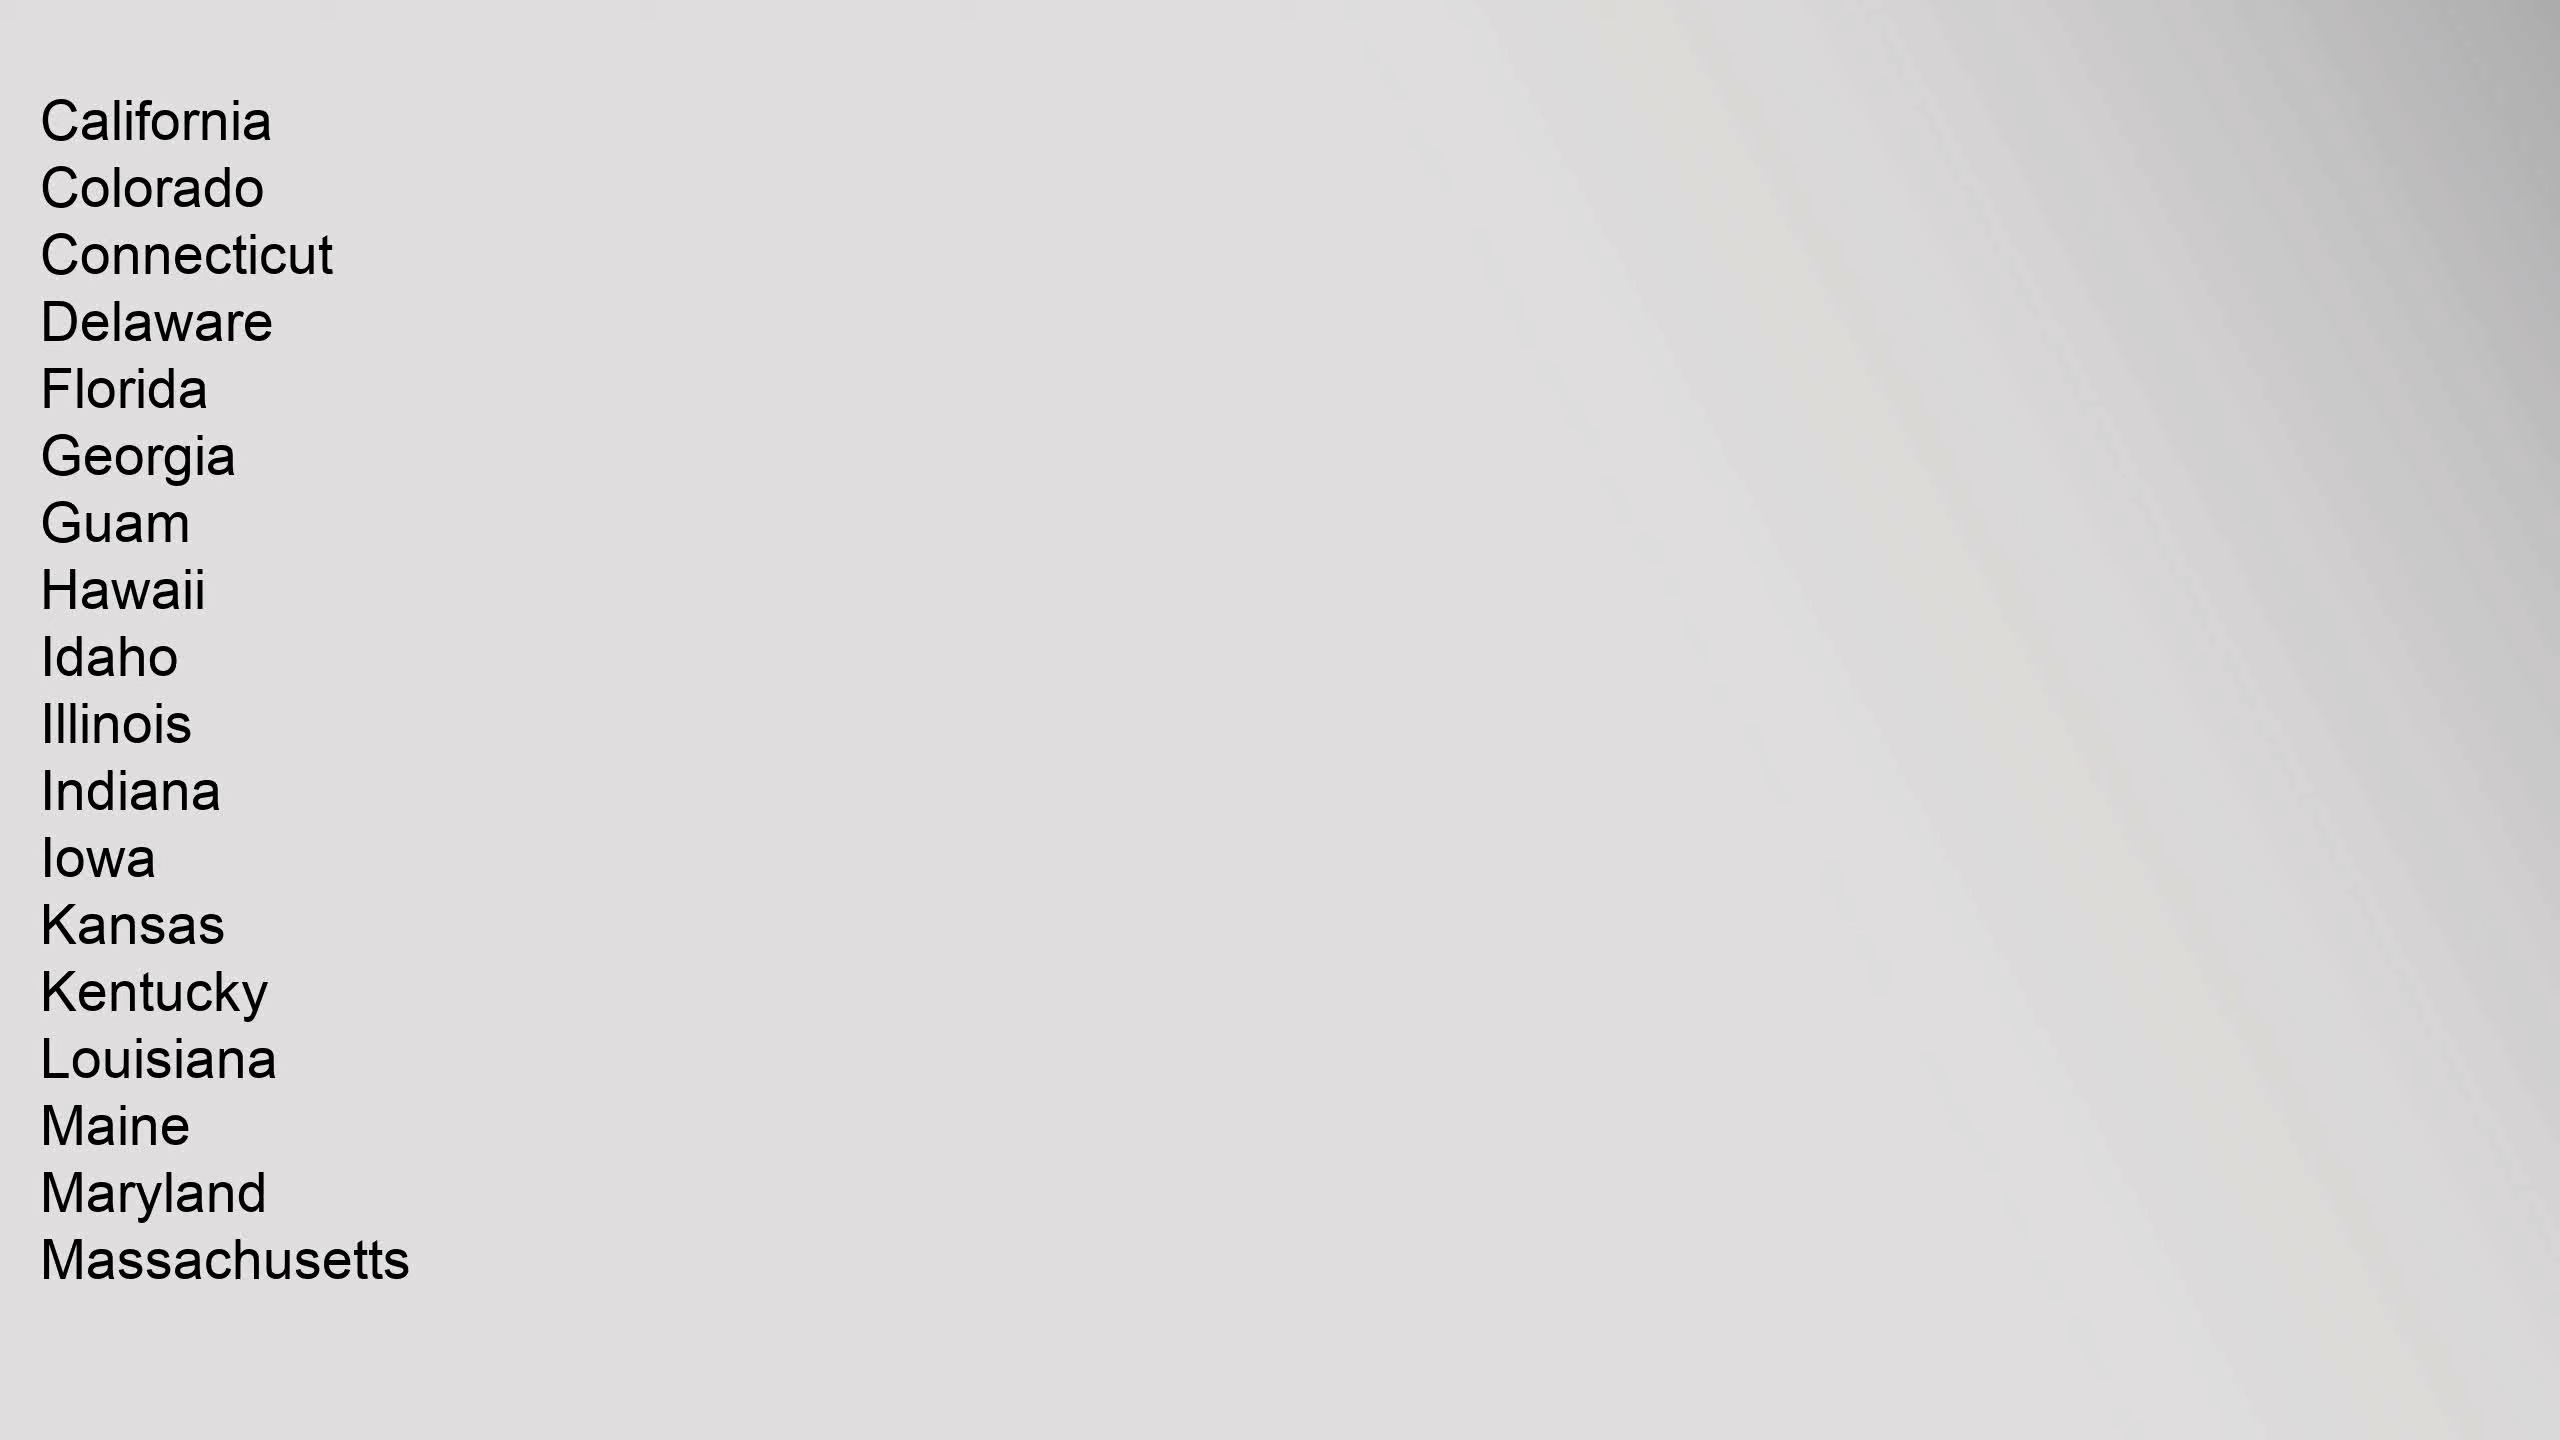 California
Colorado
Connecticut
Delaware
Florida
Georgia
Guam
Hawaii
Idaho
Illinois
Indiana
Iowa
Kansas
Kentucky
Louisiana
Maine
Maryland
Massachusetts